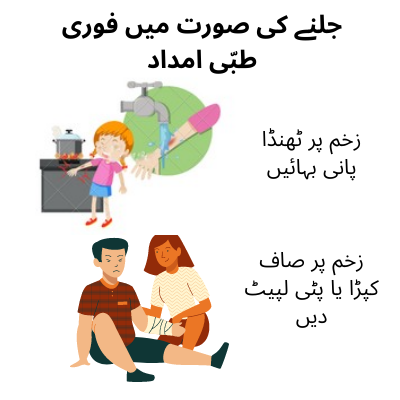 جلنے کی صورت میں فوری
طبّی امداد
زخم پر ٹھنڈا
پانی بہائیں
زخم پر صاف
کپڑا یا پٹی لپیٹ
دیں